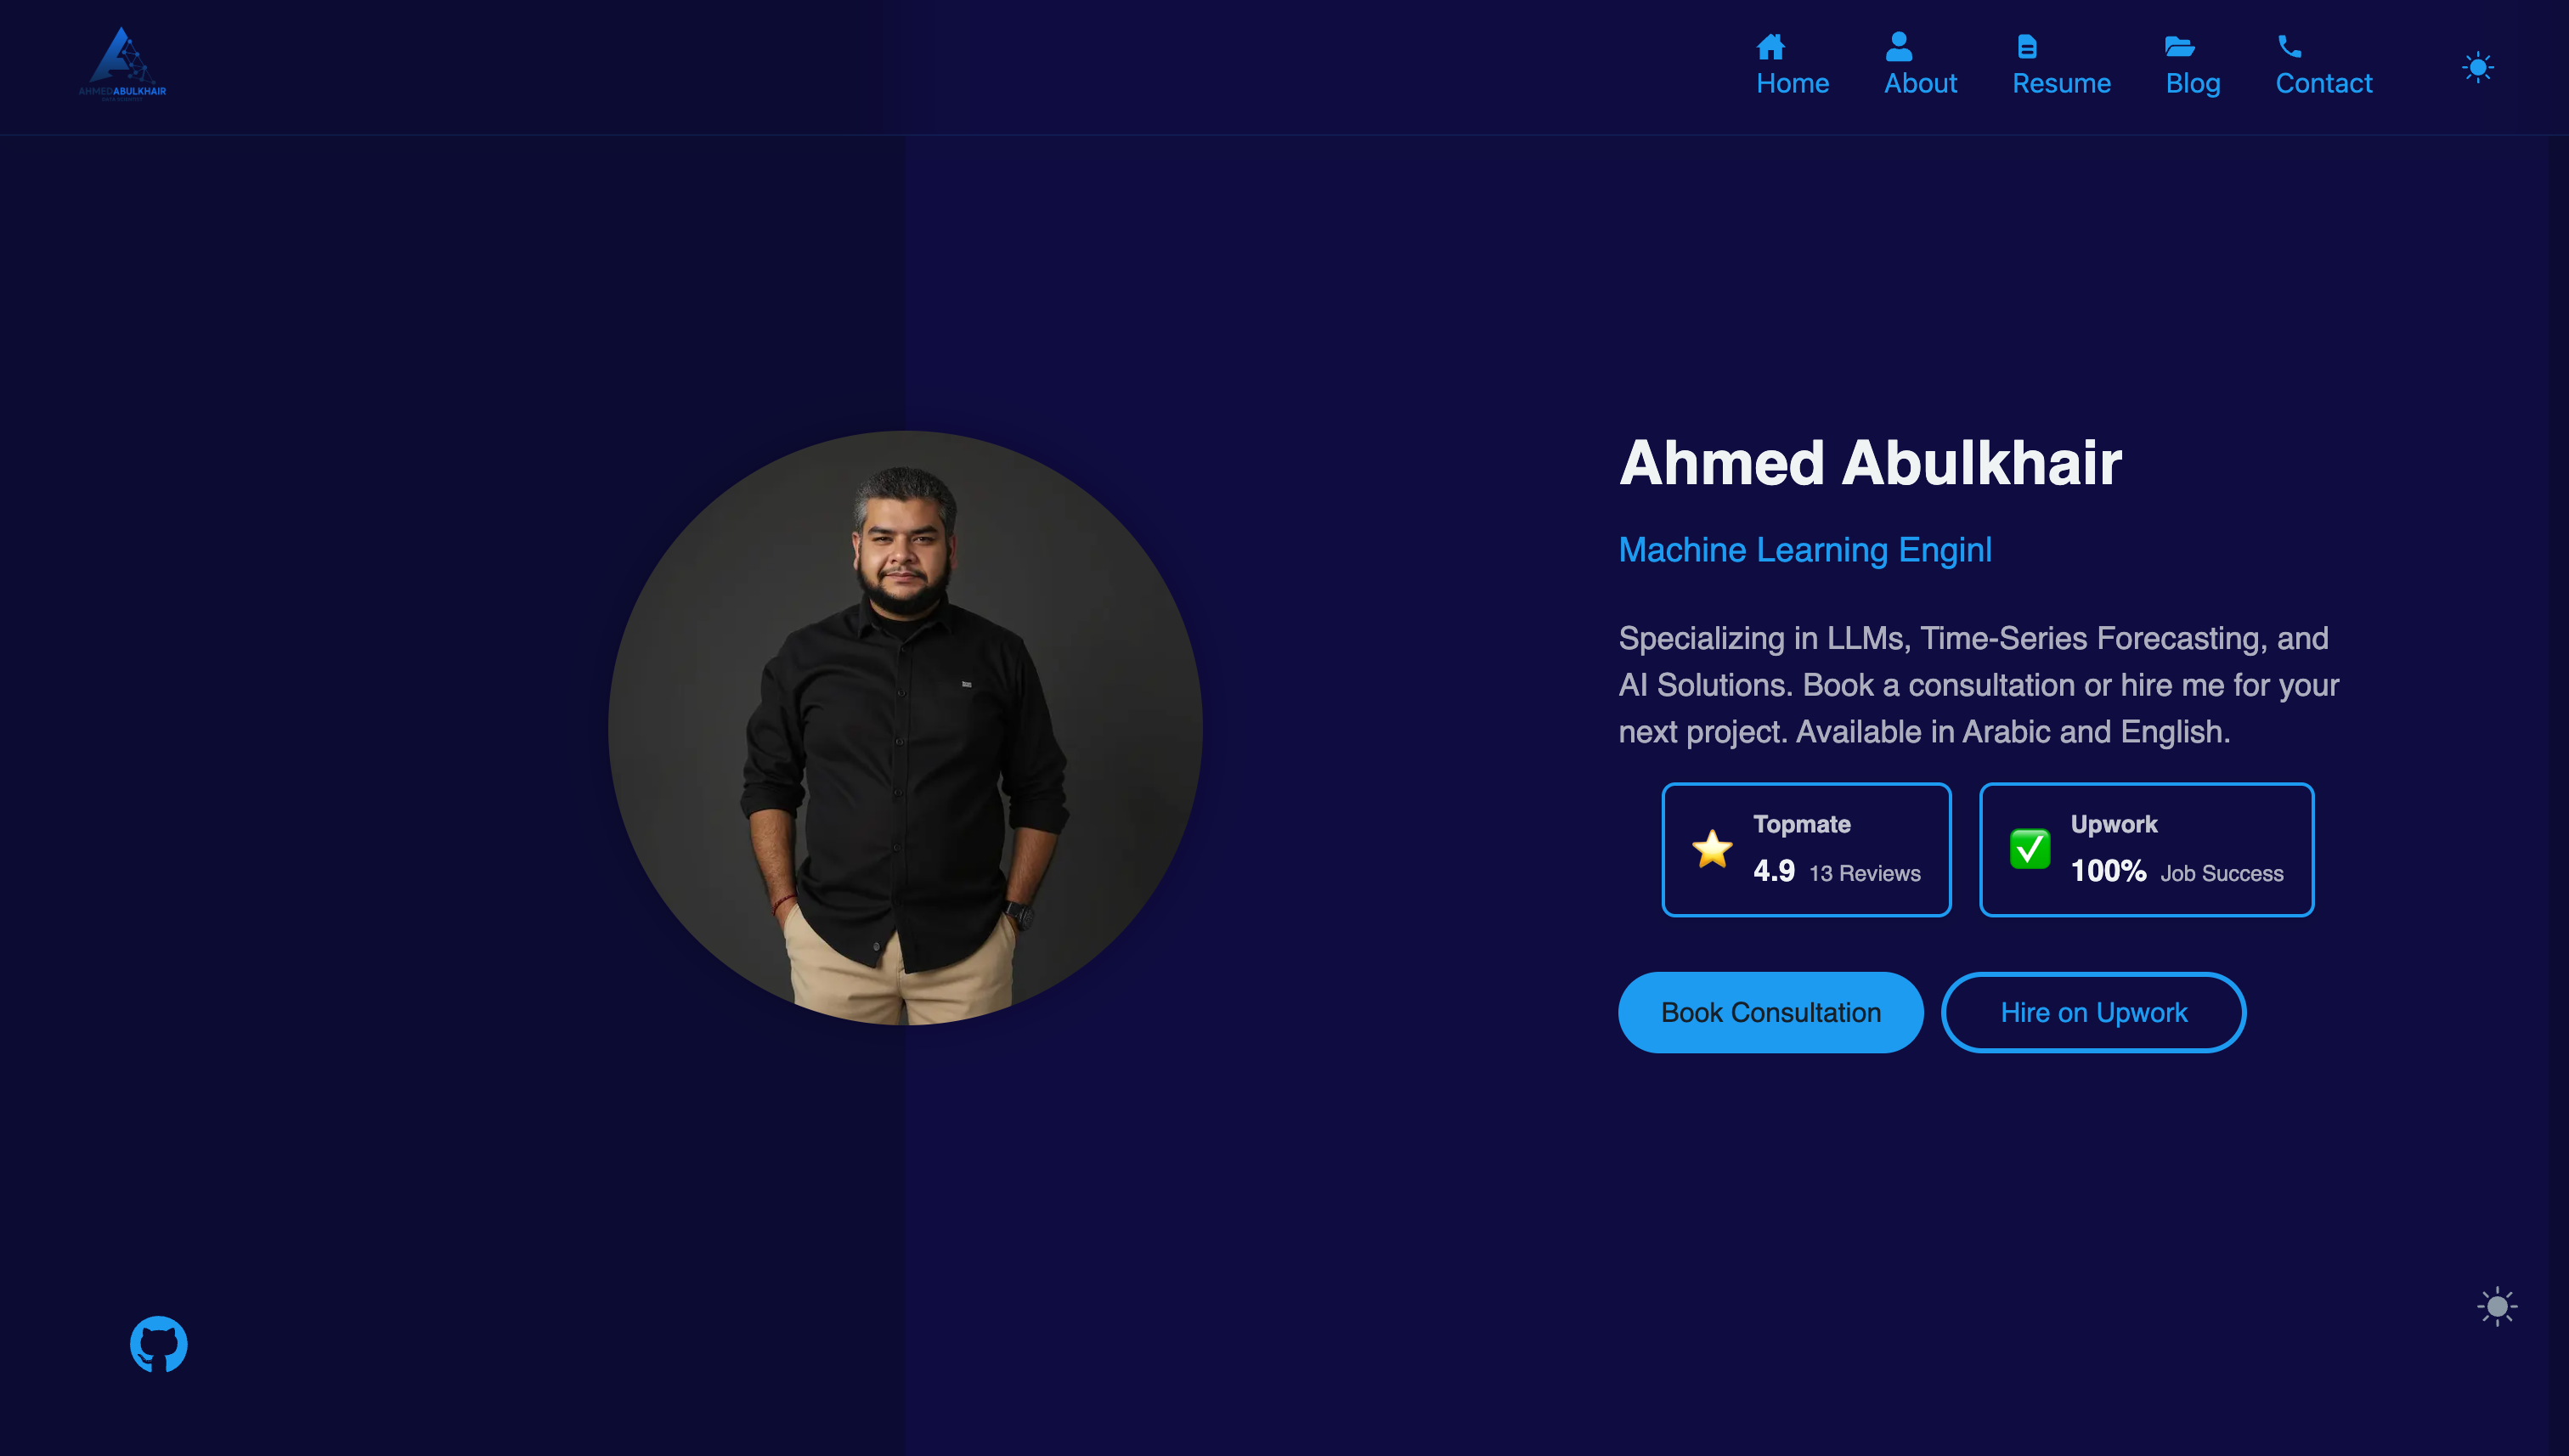 AHMEDABULKHAIR
Home
About
Resume
Blog
Contact
Ahmed Abulkhair
Machine Learning Enginl
Specializing in LLMs, Time-Series Forecasting, and
AI Solutions. Book a consultation or hire me for your
next project. Available in Arabic and English.
Topmate
4.9 13 Reviews
Upwork
100% Job Success
Book Consultation
Hire on Upwork